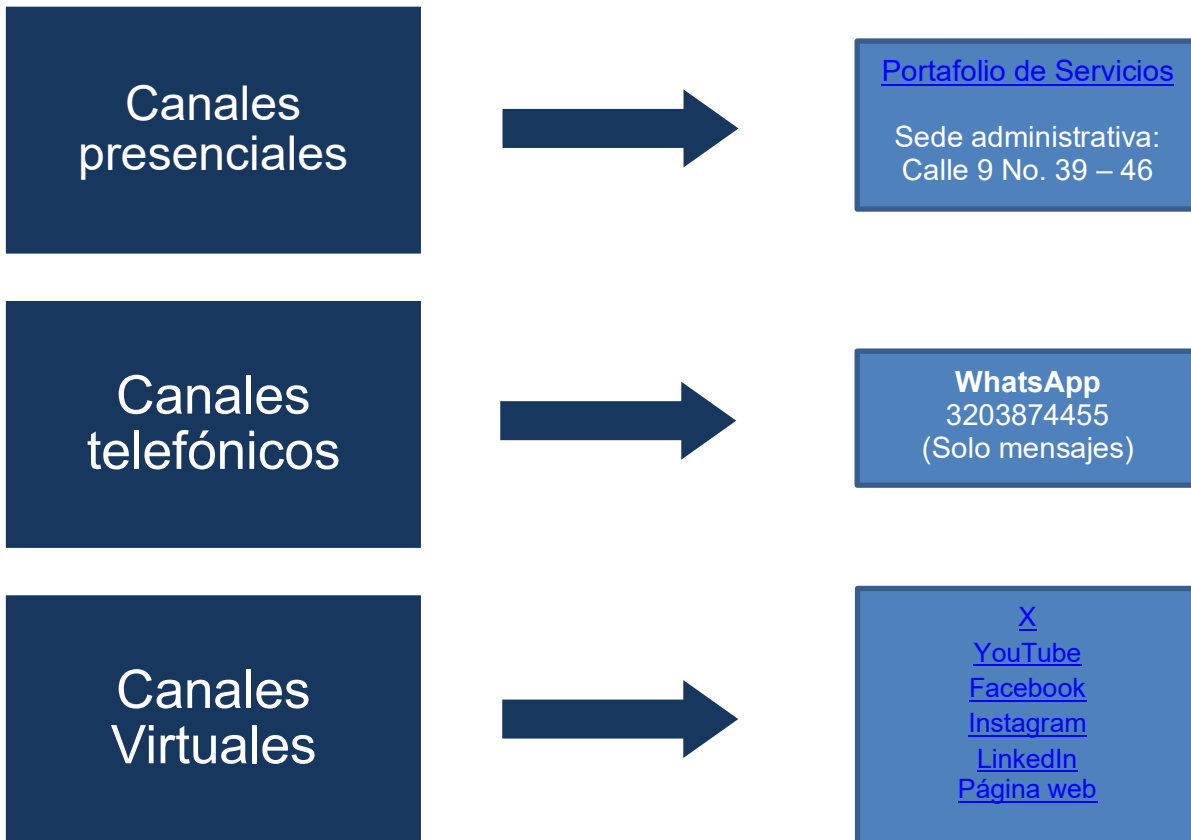 Canales
presenciales
Portafolio de Servicios
Sede administrativa:
Calle 9 No. 39 – 46
Canales
telefónicos
WhatsApp
3203874455
(Solo mensajes)
Canales
Virtuales
X
YouTube
Facebook
Instagram
LinkedIn
Página web